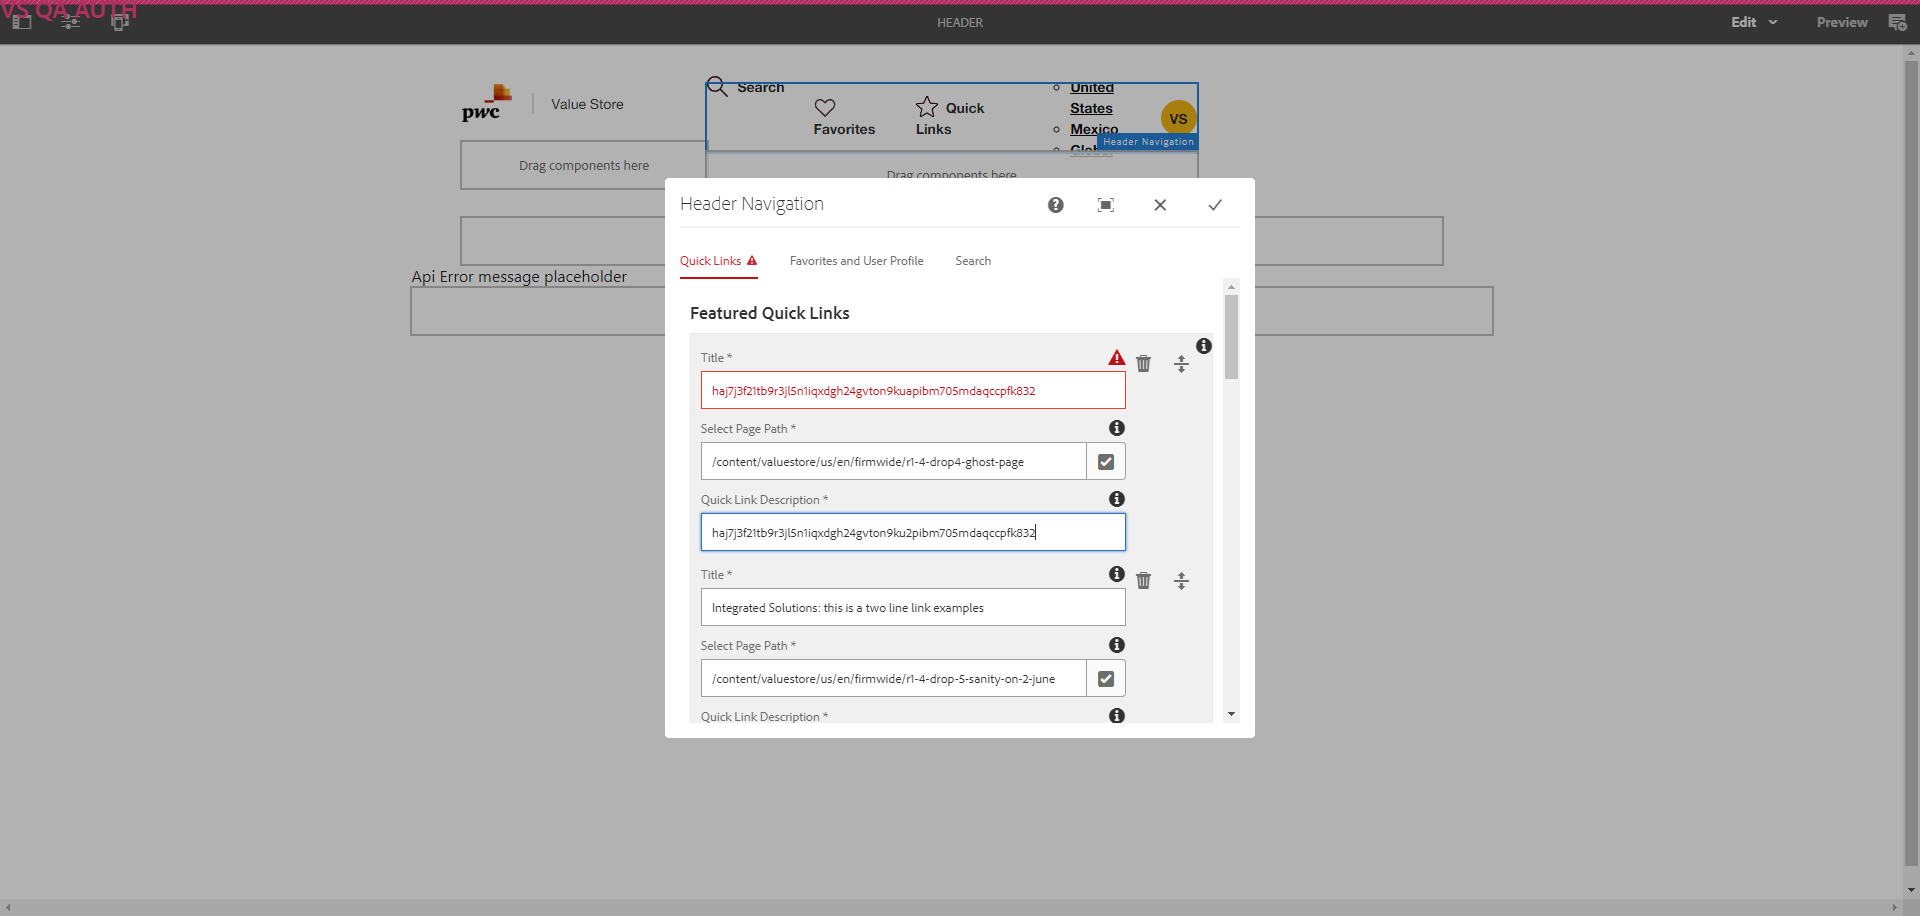 VS QA AUTH
HEADER
Edit
Preview
pwc
Value Store
Search
Favorites
Quick
Links
United
States
Mexico
Global
VS
Header Navigation
Drag components here
Drag components here
Api Error message placeholder
Header Navigation
Quick Links
Favorites and User Profile
Search
Featured Quick Links
Title *
haj7j3f21tb9r3jl5n1iqxdgh24gvton9kuapibm705mdaqccpfk832
Select Page Path *
/content/valuestore/us/en/firmwide/r1-4-drop4-ghost-page
Quick Link Description *
haj7j3f21tb9r3jl5n1iqxdgh24gvton9ku2pibm705mdaqccpfk832
Title *
Integrated Solutions: this is a two line link examples
Select Page Path *
/content/valuestore/us/en/firmwide/r1-4-drop-5-sanity-on-2-june
Quick Link Description *